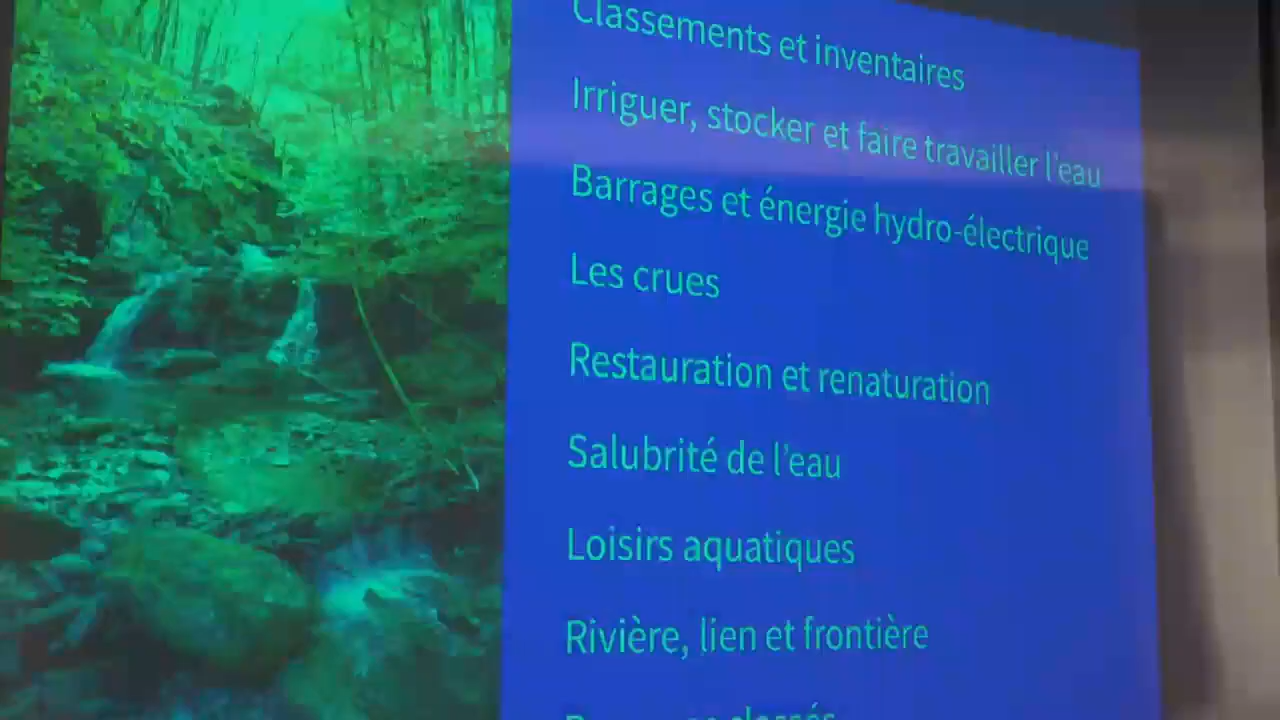 Classements et inventaires
Irriguer, stocker et faire travailler l'eau
Barrages et énergie hydro-électrique
Les crues
Restauration et renaturation
Salubrité de l'eau
Loisirs aquatiques
Rivière, lien et frontière